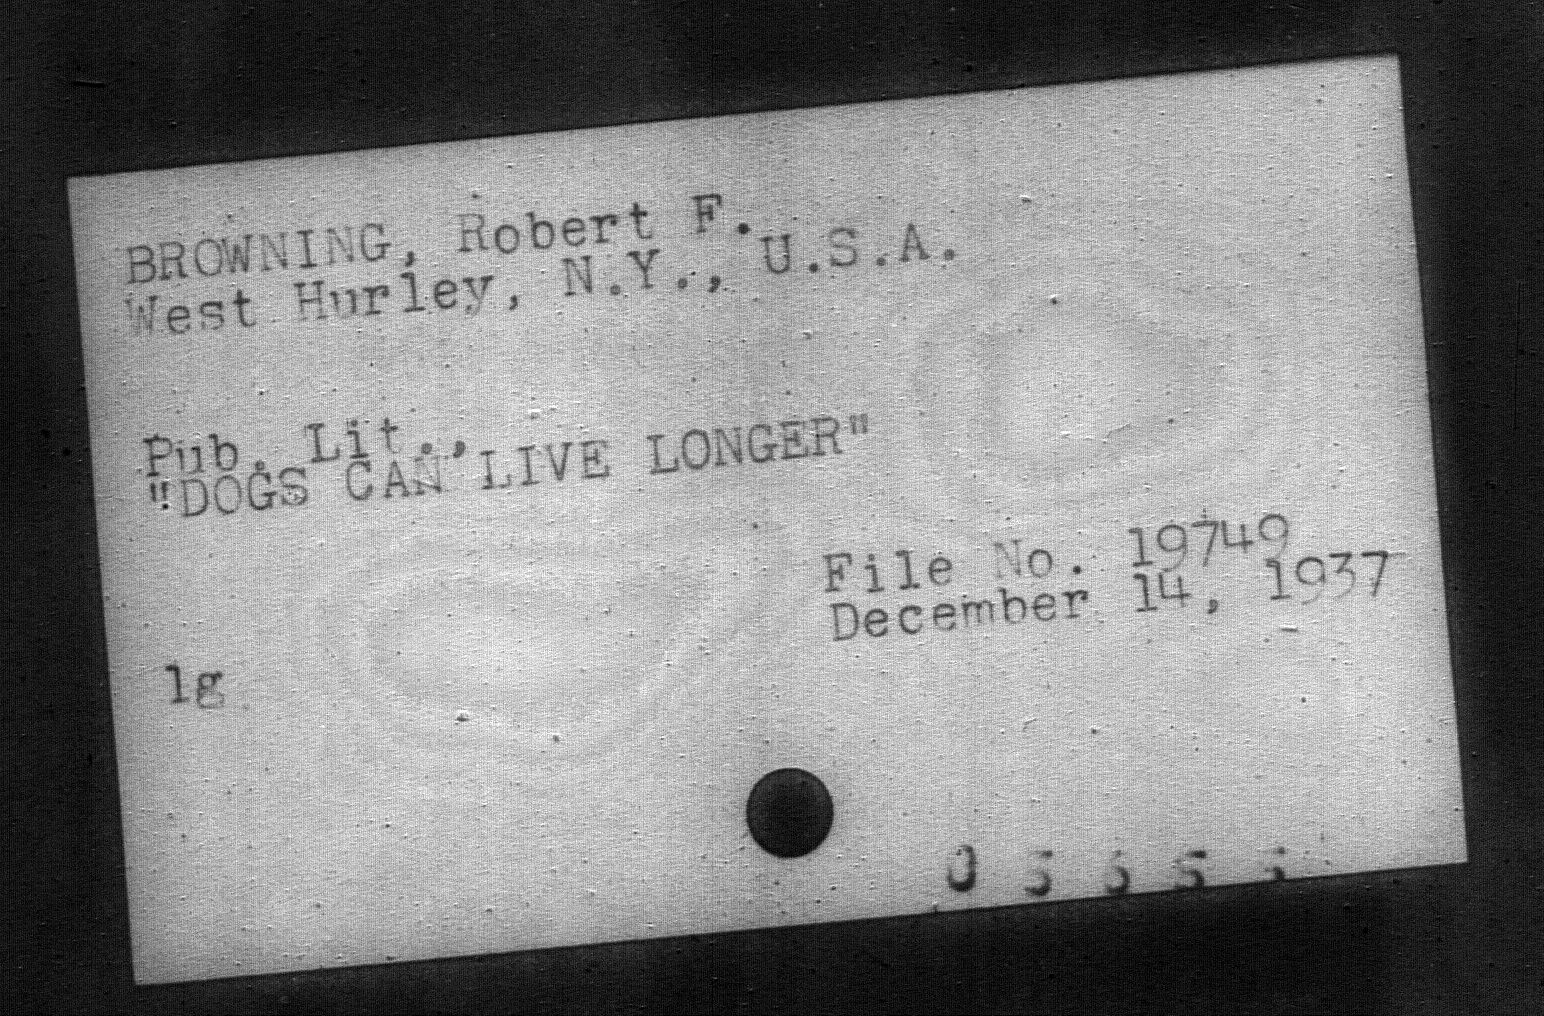 BROWNING, Robert F.
West Hurley, N.Y., U.S.A.
Pub. Lit.,
"DOGS CAN LIVE LONGER"
File No. 19749
December 14, 1937
lg